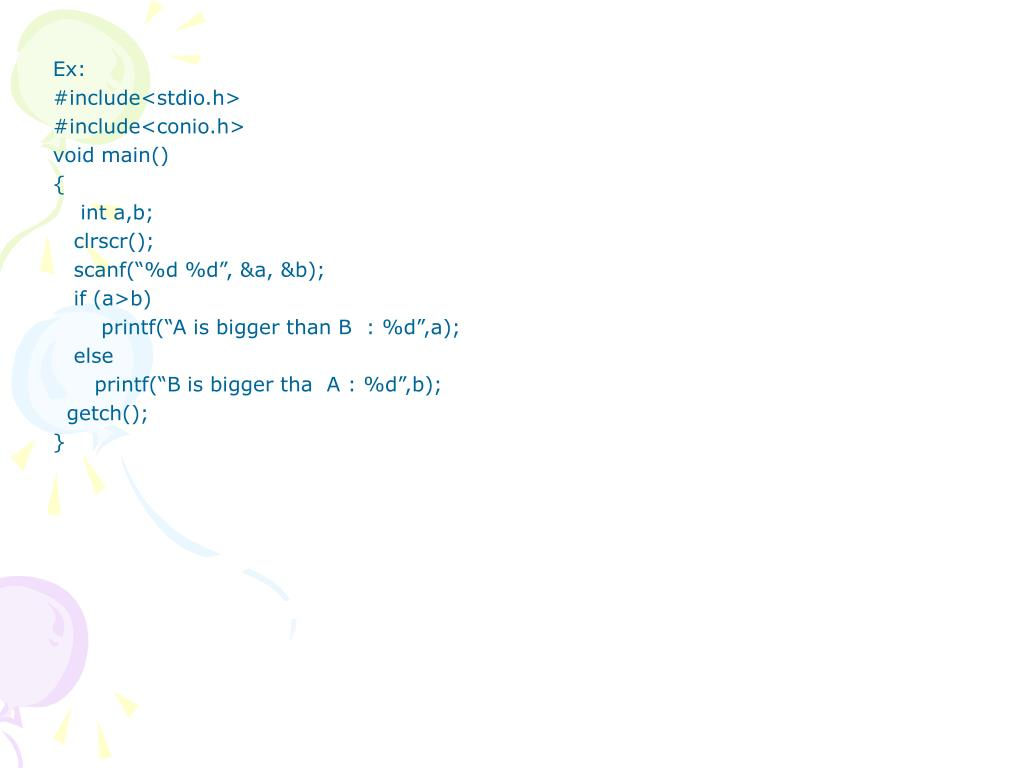 Ex:
#include<stdio.h>
#include<conio.h>
void main()
{
int a,b;
clrscr();
scanf(“%d %d”, &a, &b);
if (a>b)
printf(“A is bigger than B  : %d”,a);
else
printf(“B is bigger tha  A : %d”,b);
getch();
}